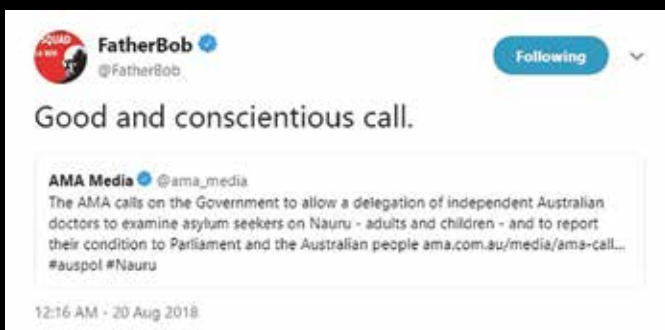 FatherBob
@FatherBob
Following
Good and conscientious call.
AMA Media @ama_media
The AMA calls on the Government to allow a delegation of independent Australian
doctors to examine asylum seekers on Nauru - adults and children - and to report
their condition to Parliament and the Australian people ama.com.au/media/ama-call...
#auspol #Nauru
12:16 AM - 20 Aug 2018